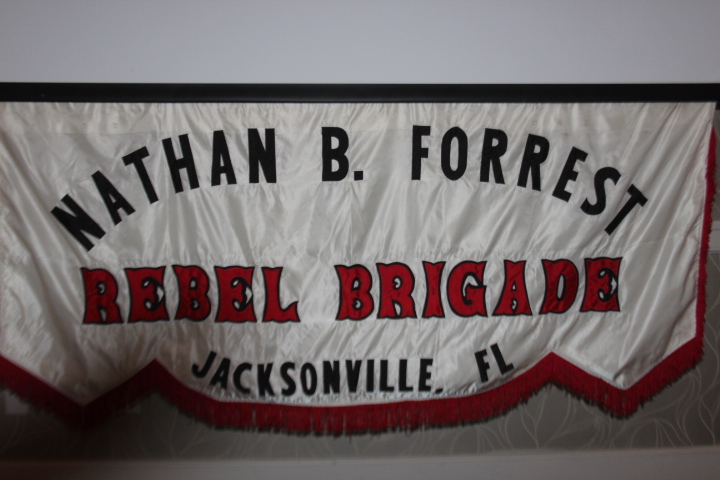 NATHAN B. FORREST
REBEL BRIGADE
JACKSONVILLE, FL